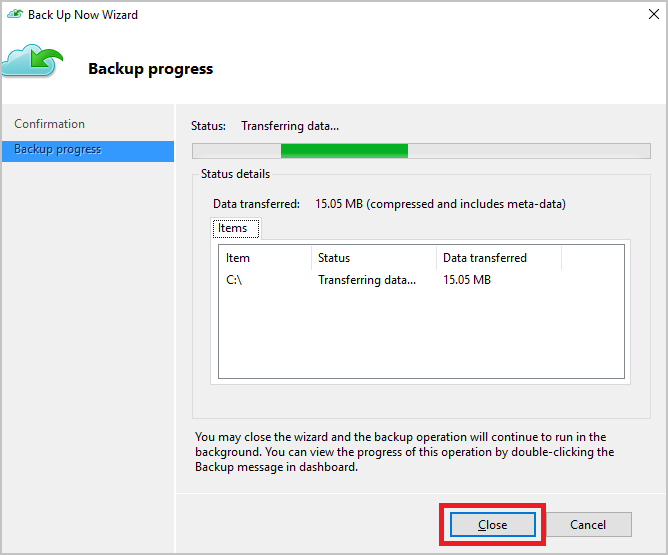 Back Up Now Wizard
Backup progress
Confirmation
Backup progress
Status: Transferring data...
Status details
Data transferred: 15.05 MB (compressed and includes meta-data)
Items
Item Status Data transferred
C:\ Transferring data... 15.05 MB
You may close the wizard and the backup operation will continue to run in the
background. You can view the progress of this operation by double-clicking the
Backup message in dashboard.
Close Cancel